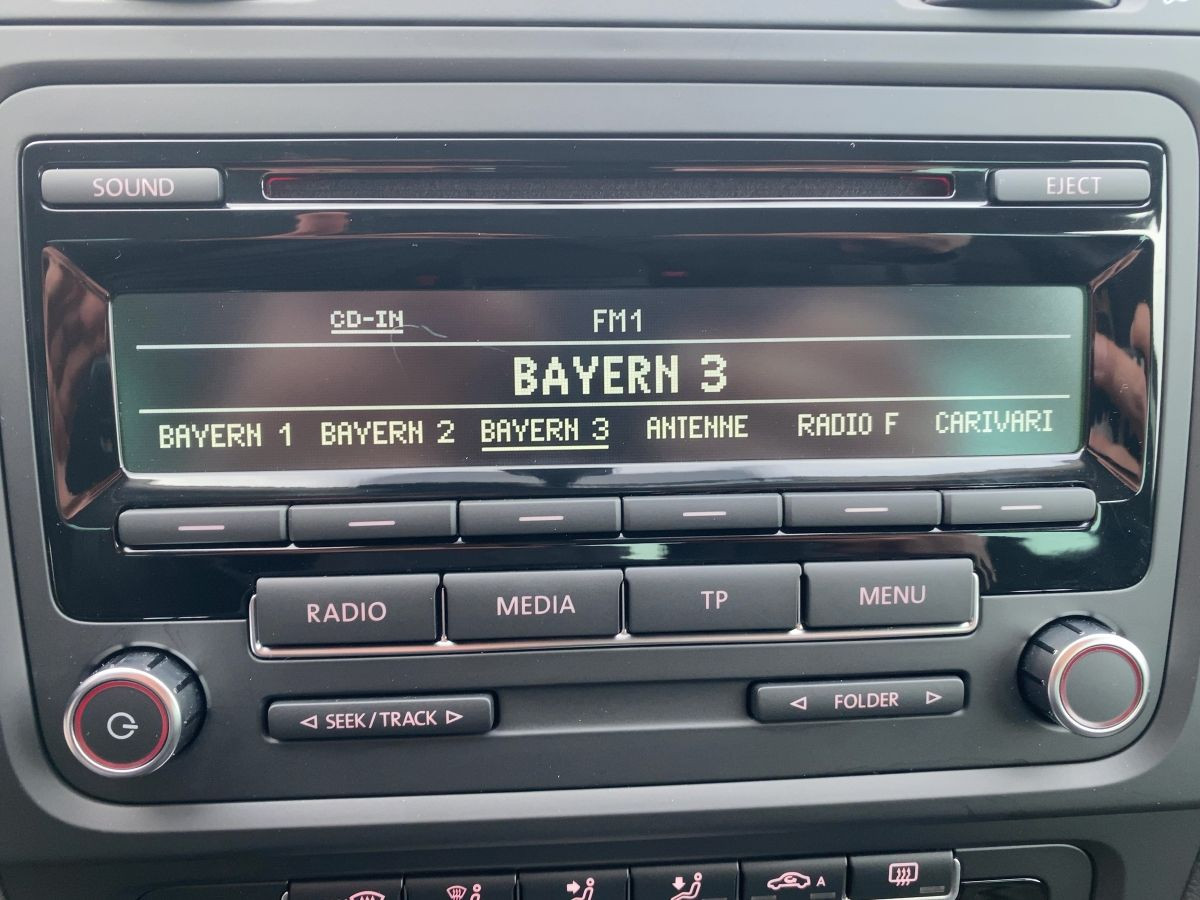 SOUND EJECT
CD-IN FM1
BAYERN 3
BAYERN 1 BAYERN 2 BAYERN 3 ANTENNE RADIO F CARIVARI
RADIO MEDIA TP MENU
SEEK/TRACK FOLDER
A